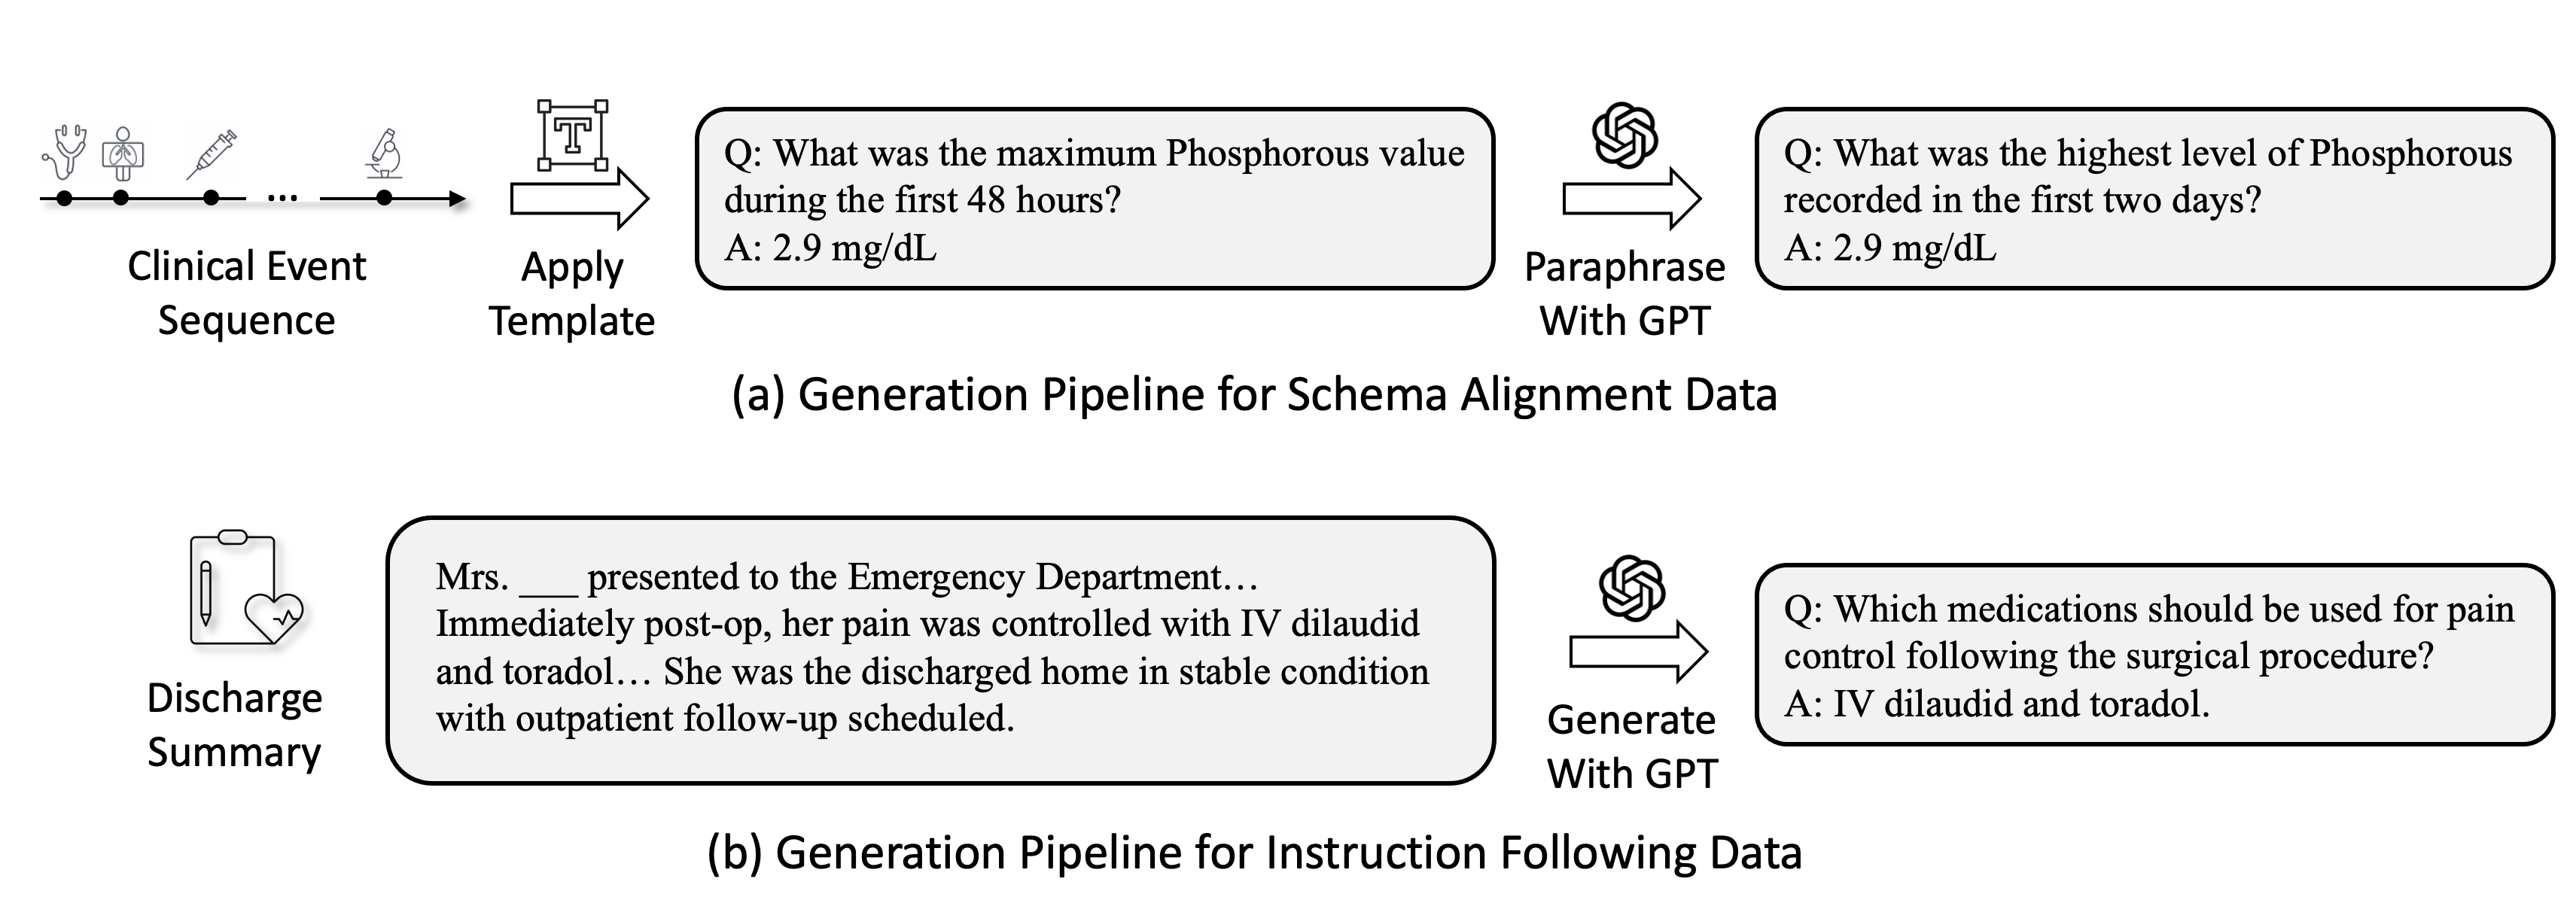 T
Clinical Event
Sequence
Apply
Template
Q: What was the maximum Phosphorous value
during the first 48 hours?
A: 2.9 mg/dL
Paraphrase
With GPT
Q: What was the highest level of Phosphorous
recorded in the first two days?
A: 2.9 mg/dL
(a) Generation Pipeline for Schema Alignment Data
Discharge
Summary
Mrs. ___ presented to the Emergency Department…
Immediately post-op, her pain was controlled with IV dilaudid
and toradol… She was the discharged home in stable condition
with outpatient follow-up scheduled.
Generate
With GPT
Q: Which medications should be used for pain
control following the surgical procedure?
A: IV dilaudid and toradol.
(b) Generation Pipeline for Instruction Following Data